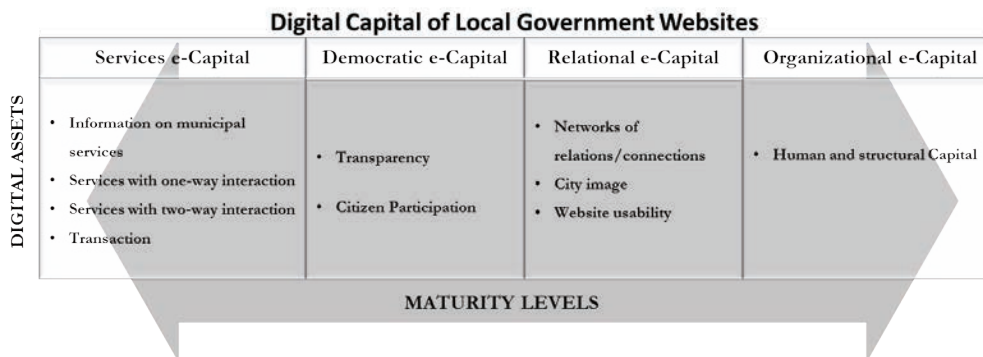 Digital Capital of Local Government Websites
Services e-Capital
Democratic e-Capital
Relational e-Capital
Organizational e-Capital
DIGITAL ASSETS
• Information on municipal
services
• Services with one-way interaction
• Services with two-way interaction
• Transaction
• Transparency
• Citizen Participation
• Networks of
relations/connections
• City image
• Website usability
• Human and structural Capital
MATURITY LEVELS